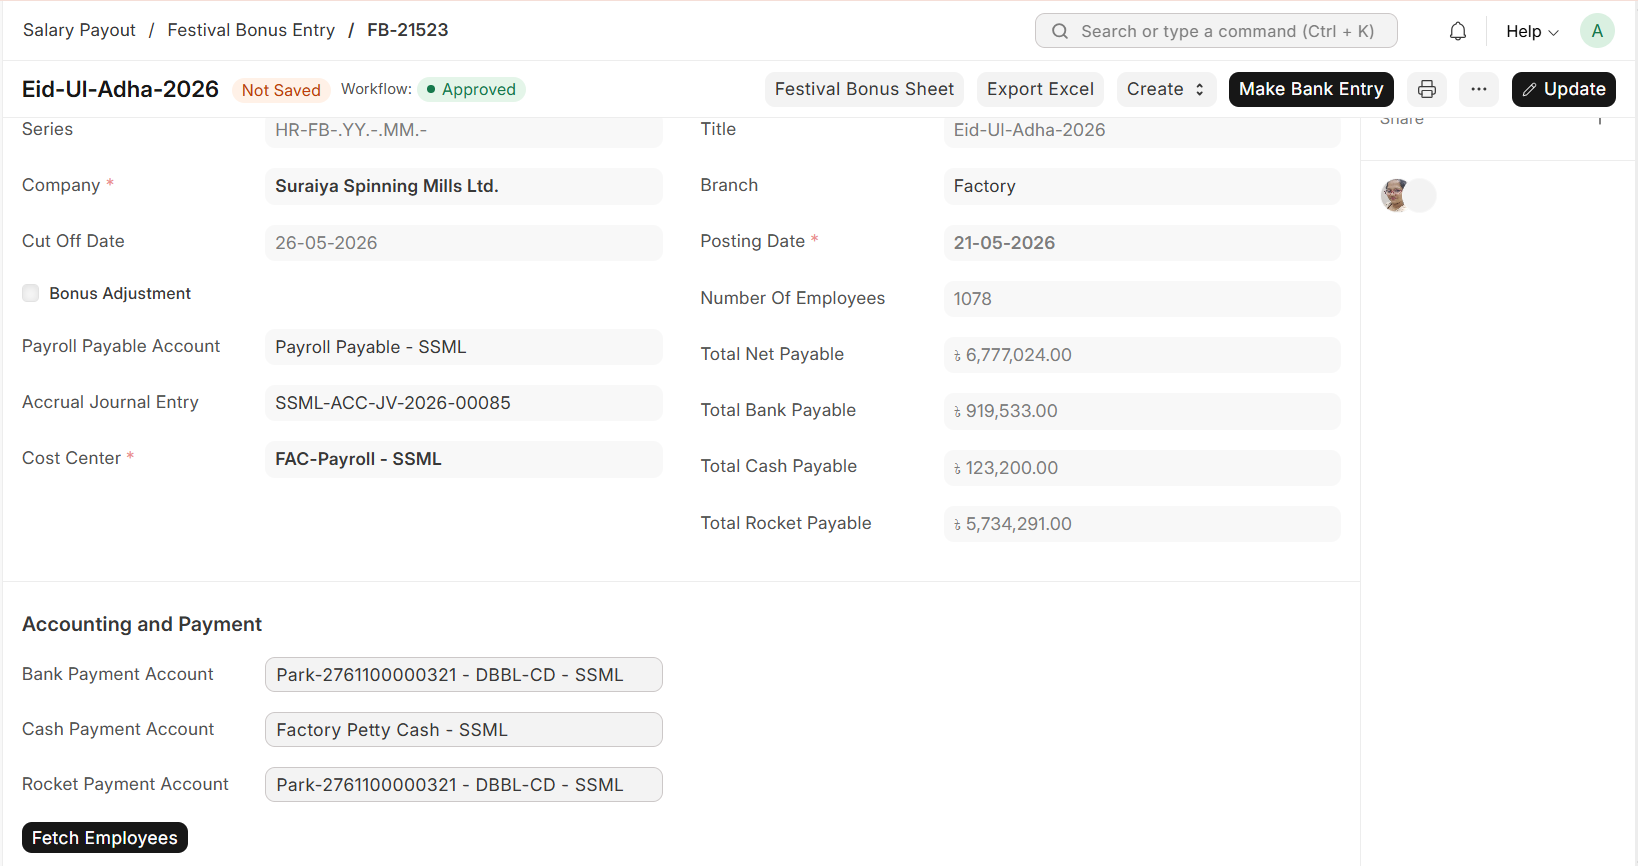 Salary Payout / Festival Bonus Entry / FB-21523
Search or type a command (Ctrl + K)
Help
A
Eid-Ul-Adha-2026
Not Saved
Workflow: Approved
Festival Bonus Sheet
Export Excel
Create
Make Bank Entry
Update
Series HR-FB-.YY.-.MM.-
Title Eid-Ul-Adha-2026
Share
Company * Suraiya Spinning Mills Ltd.
Branch Factory
Cut Off Date 26-05-2026
Posting Date * 21-05-2026
Bonus Adjustment
Number Of Employees 1078
Payroll Payable Account Payroll Payable - SSML
Total Net Payable ৳ 6,777,024.00
Accrual Journal Entry SSML-ACC-JV-2026-00085
Total Bank Payable ৳ 919,533.00
Cost Center * FAC-Payroll - SSML
Total Cash Payable ৳ 123,200.00
Total Rocket Payable ৳ 5,734,291.00
Accounting and Payment
Bank Payment Account Park-2761100000321 - DBBL-CD - SSML
Cash Payment Account Factory Petty Cash - SSML
Rocket Payment Account Park-2761100000321 - DBBL-CD - SSML
Fetch Employees